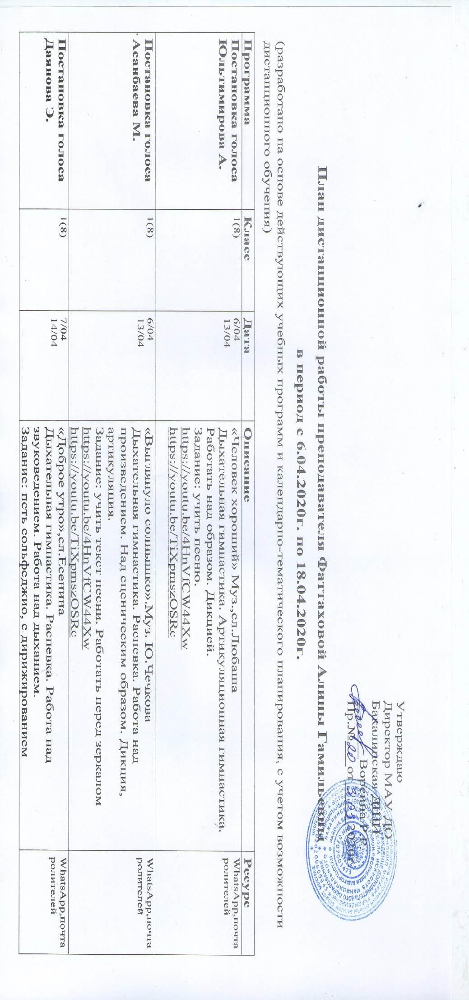 Утверждаю
Директор МАУ ДО
Бакалинская ДШИ
Ворсина Р.Р.
Пр.№ 20 от 2020г
План дистанционной работы преподавателя Фаттаховой Алины Гамильевны
в период с 6.04.2020г. по 18.04.2020г.
(разработано на основе действующих учебных программ и календарно-тематического планирования, с учетом возможности
дистанционного обучения)
Программа Класс Дата Описание Ресурс
Постановка голоса
Юльтимирова А.
1(8)
6/04
13/04
«Человек хороший» Муз.,сл.Любаша
Дыхательная гимнастика. Артикуляционная гимнастика.
Работать над образом. Дикцией.
Задание: учить песню.
https://youtu.be/4HnVfCW44Xw
https://youtu.be/TiXpmszOSRc
WhatsApp,почта
ролителей
Постановка голоса
Асанбаева М.
1(8)
6/04
13/04
«Выглянуло солнышко».Муз. Ю.Чечкова
Дыхательная гимнастика. Распевка. Работа над
произведением. Над сценическим образом. Дикция,
артикуляция.
Задание: учить текст песни. Работать перед зеркалом
https://youtu.be/4HnVfCW44Xw
https://youtu.be/TiXpmszOSRc
WhatsApp,почта
ролителей
Постановка голоса
Даянова Э.
1(8)
7/04
14/04
«Доброе утро»,сл.Есенина
Дыхательная гимнастика. Распевка. Работа над
звуковедением. Работа над дыханием.
Задание: петь сольфеджио, с дирижированием
WhatsApp,почта
ролителей